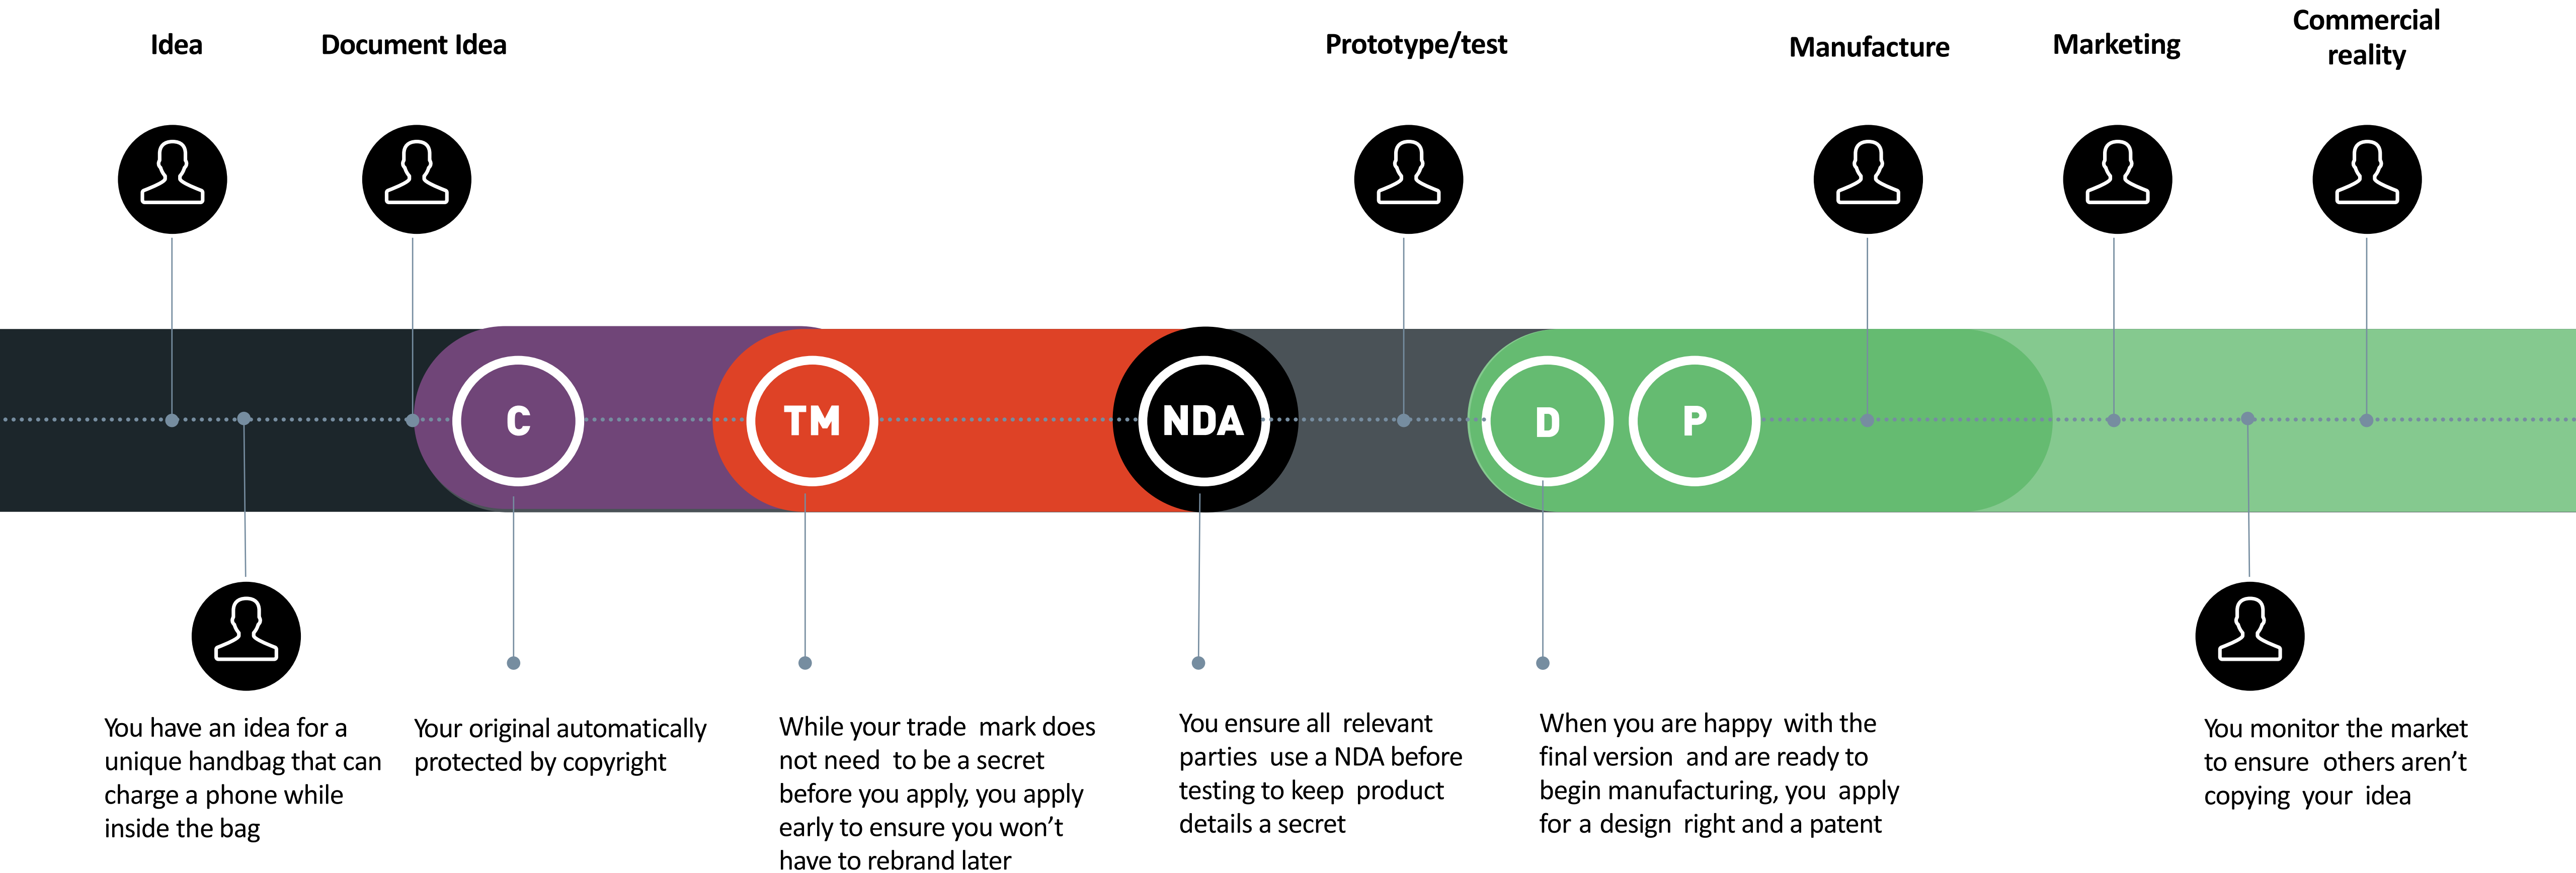 Idea
Document Idea
Prototype/test
Manufacture
Marketing
Commercial
reality
C
TM
NDA
D
P
You have an idea for a
unique handbag that can
charge a phone while
inside the bag
Your original automatically
protected by copyright
While your trade mark does
not need to be a secret
before you apply, you apply
early to ensure you won’t
have to rebrand later
You ensure all relevant
parties use a NDA before
testing to keep product
details a secret
When you are happy with the
final version and are ready to
begin manufacturing, you apply
for a design right and a patent
You monitor the market
to ensure others aren’t
copying your idea